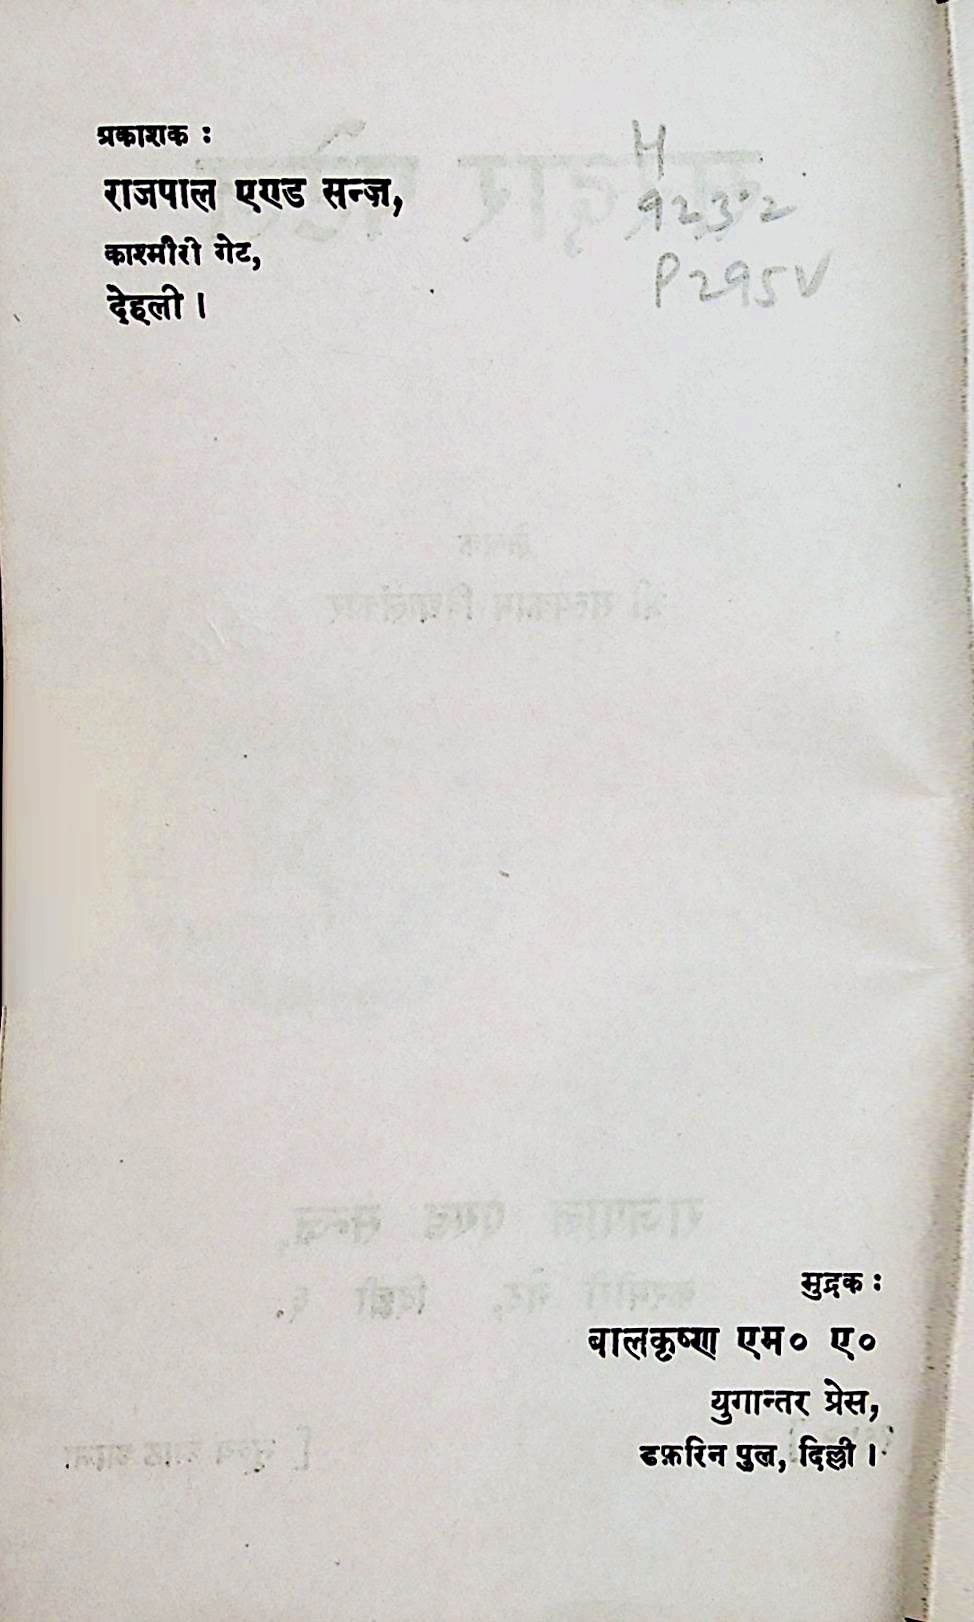 प्रकाशक :
राजपाल एण्ड सन्ज़,
काश्मीरी गेट,
देहली ।
H
923.2
P295V
मुद्रक :
बालकृष्ण एम० ए०
युगान्तर प्रेस,
डफ़रिन पुल, दिल्ली ।